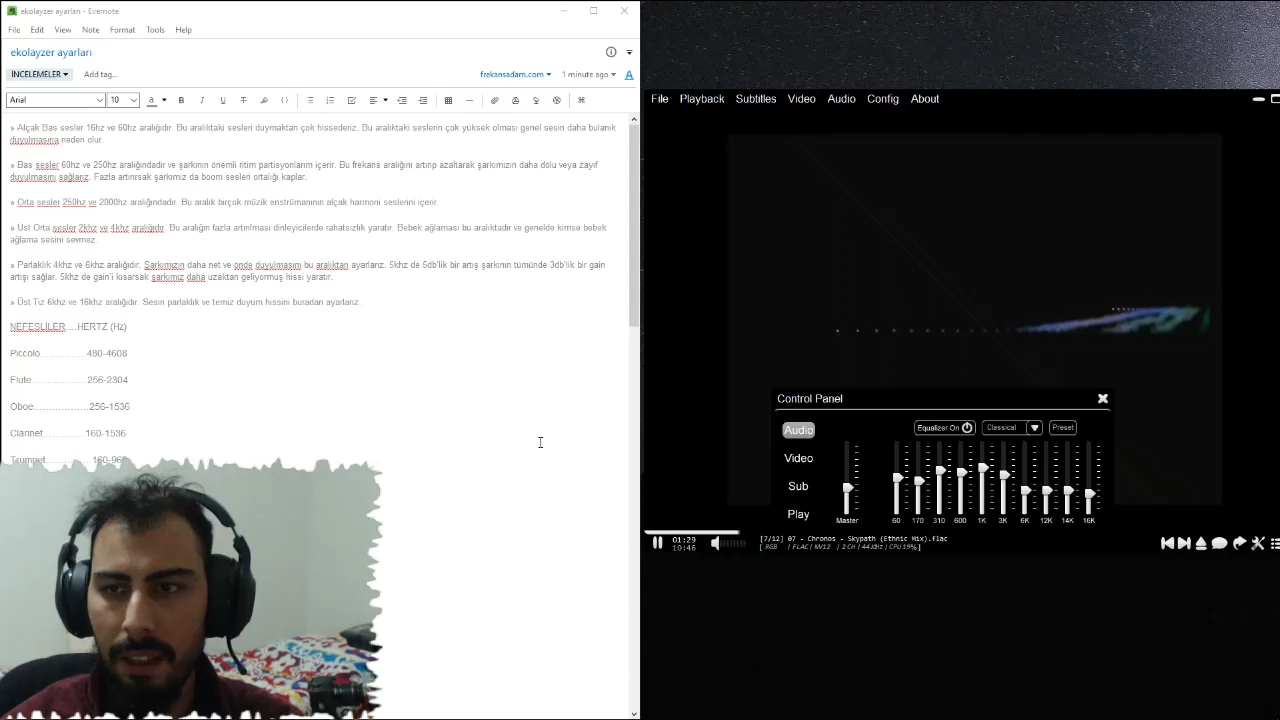 ekolayzer ayarları - Evernote
File Edit View Note Format Tools Help
ekolayzer ayarları
İNCELEMELER Add tag... frekansadam.com 1 minute ago
Arial 10
» Alçak Bas sesler 16hz ve 60hz aralığıdır. Bu aralıktaki sesleri duymaktan çok hissederiz. Bu aralıktaki seslerin çok yüksek olması genel sesin daha bulanık
duyulmasına neden olur.
» Bas sesler 60hz ve 250hz aralığındadır ve şarkının önemli ritim partisyonlarını içerir. Bu frekans aralığını artırıp azaltarak şarkımızın daha dolu veya zayıf
duyulmasını sağlarız. Fazla artırırsak şarkımız da boom sesleri ortalığı kaplar.
» Orta sesler 250hz ve 2000hz aralığındadır. Bu aralık birçok müzik enstrümanının alçak harmoni seslerini içerir.
» Üst Orta sesler 2khz ve 4khz aralığıdır. Bu aralığın fazla artırılması dinleyicilerde rahatsızlık yaratır. Bebek ağlaması bu aralıktadır ve genelde kimse bebek
ağlama sesini sevmez.
» Parlaklık 4khz ve 6khz aralığıdır. Şarkımızın daha net ve önde duyulmasını bu aralıktan ayarlarız. 5khz de 5db'lik bir artış şarkının tümünde 3db'lik bir gain
artışı sağlar. 5khz de gain'i kısarsak şarkımız daha uzaktan geliyormuş hissi yaratır.
» Üst Tiz 6khz ve 16khz aralığıdır. Sesin parlaklık ve temiz duyum hissini buradan ayarlarız.
NEFESLİLER....HERTZ (Hz)
Piccolo..............480-4608
Flute.................256-2304
Oboe.................256-1536
Clarinet.............160-1536
Trumpet
File Playback Subtitles Video Audio Config About
Control Panel
Audio Equalizer On Classical Preset
Video
Sub
Play
Master 60 170 310 600 1K 3K 6K 12K 14K 16K
01:29 [7/12] 07 - Chronos - Skypath (Ethnic Mix).flac
10:46 [ RGB | FLAC/NV12 | 2 CH / 44 KHz / CPU 19% ]